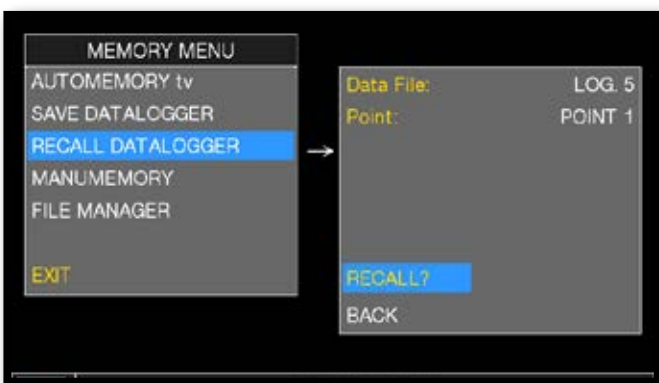 MEMORY MENU
AUTOMEMORY tv
SAVE DATALOGGER
RECALL DATALOGGER
MANUMEMORY
FILE MANAGER
EXIT
→
Data File: LOG. 5
Point: POINT 1
RECALL?
BACK